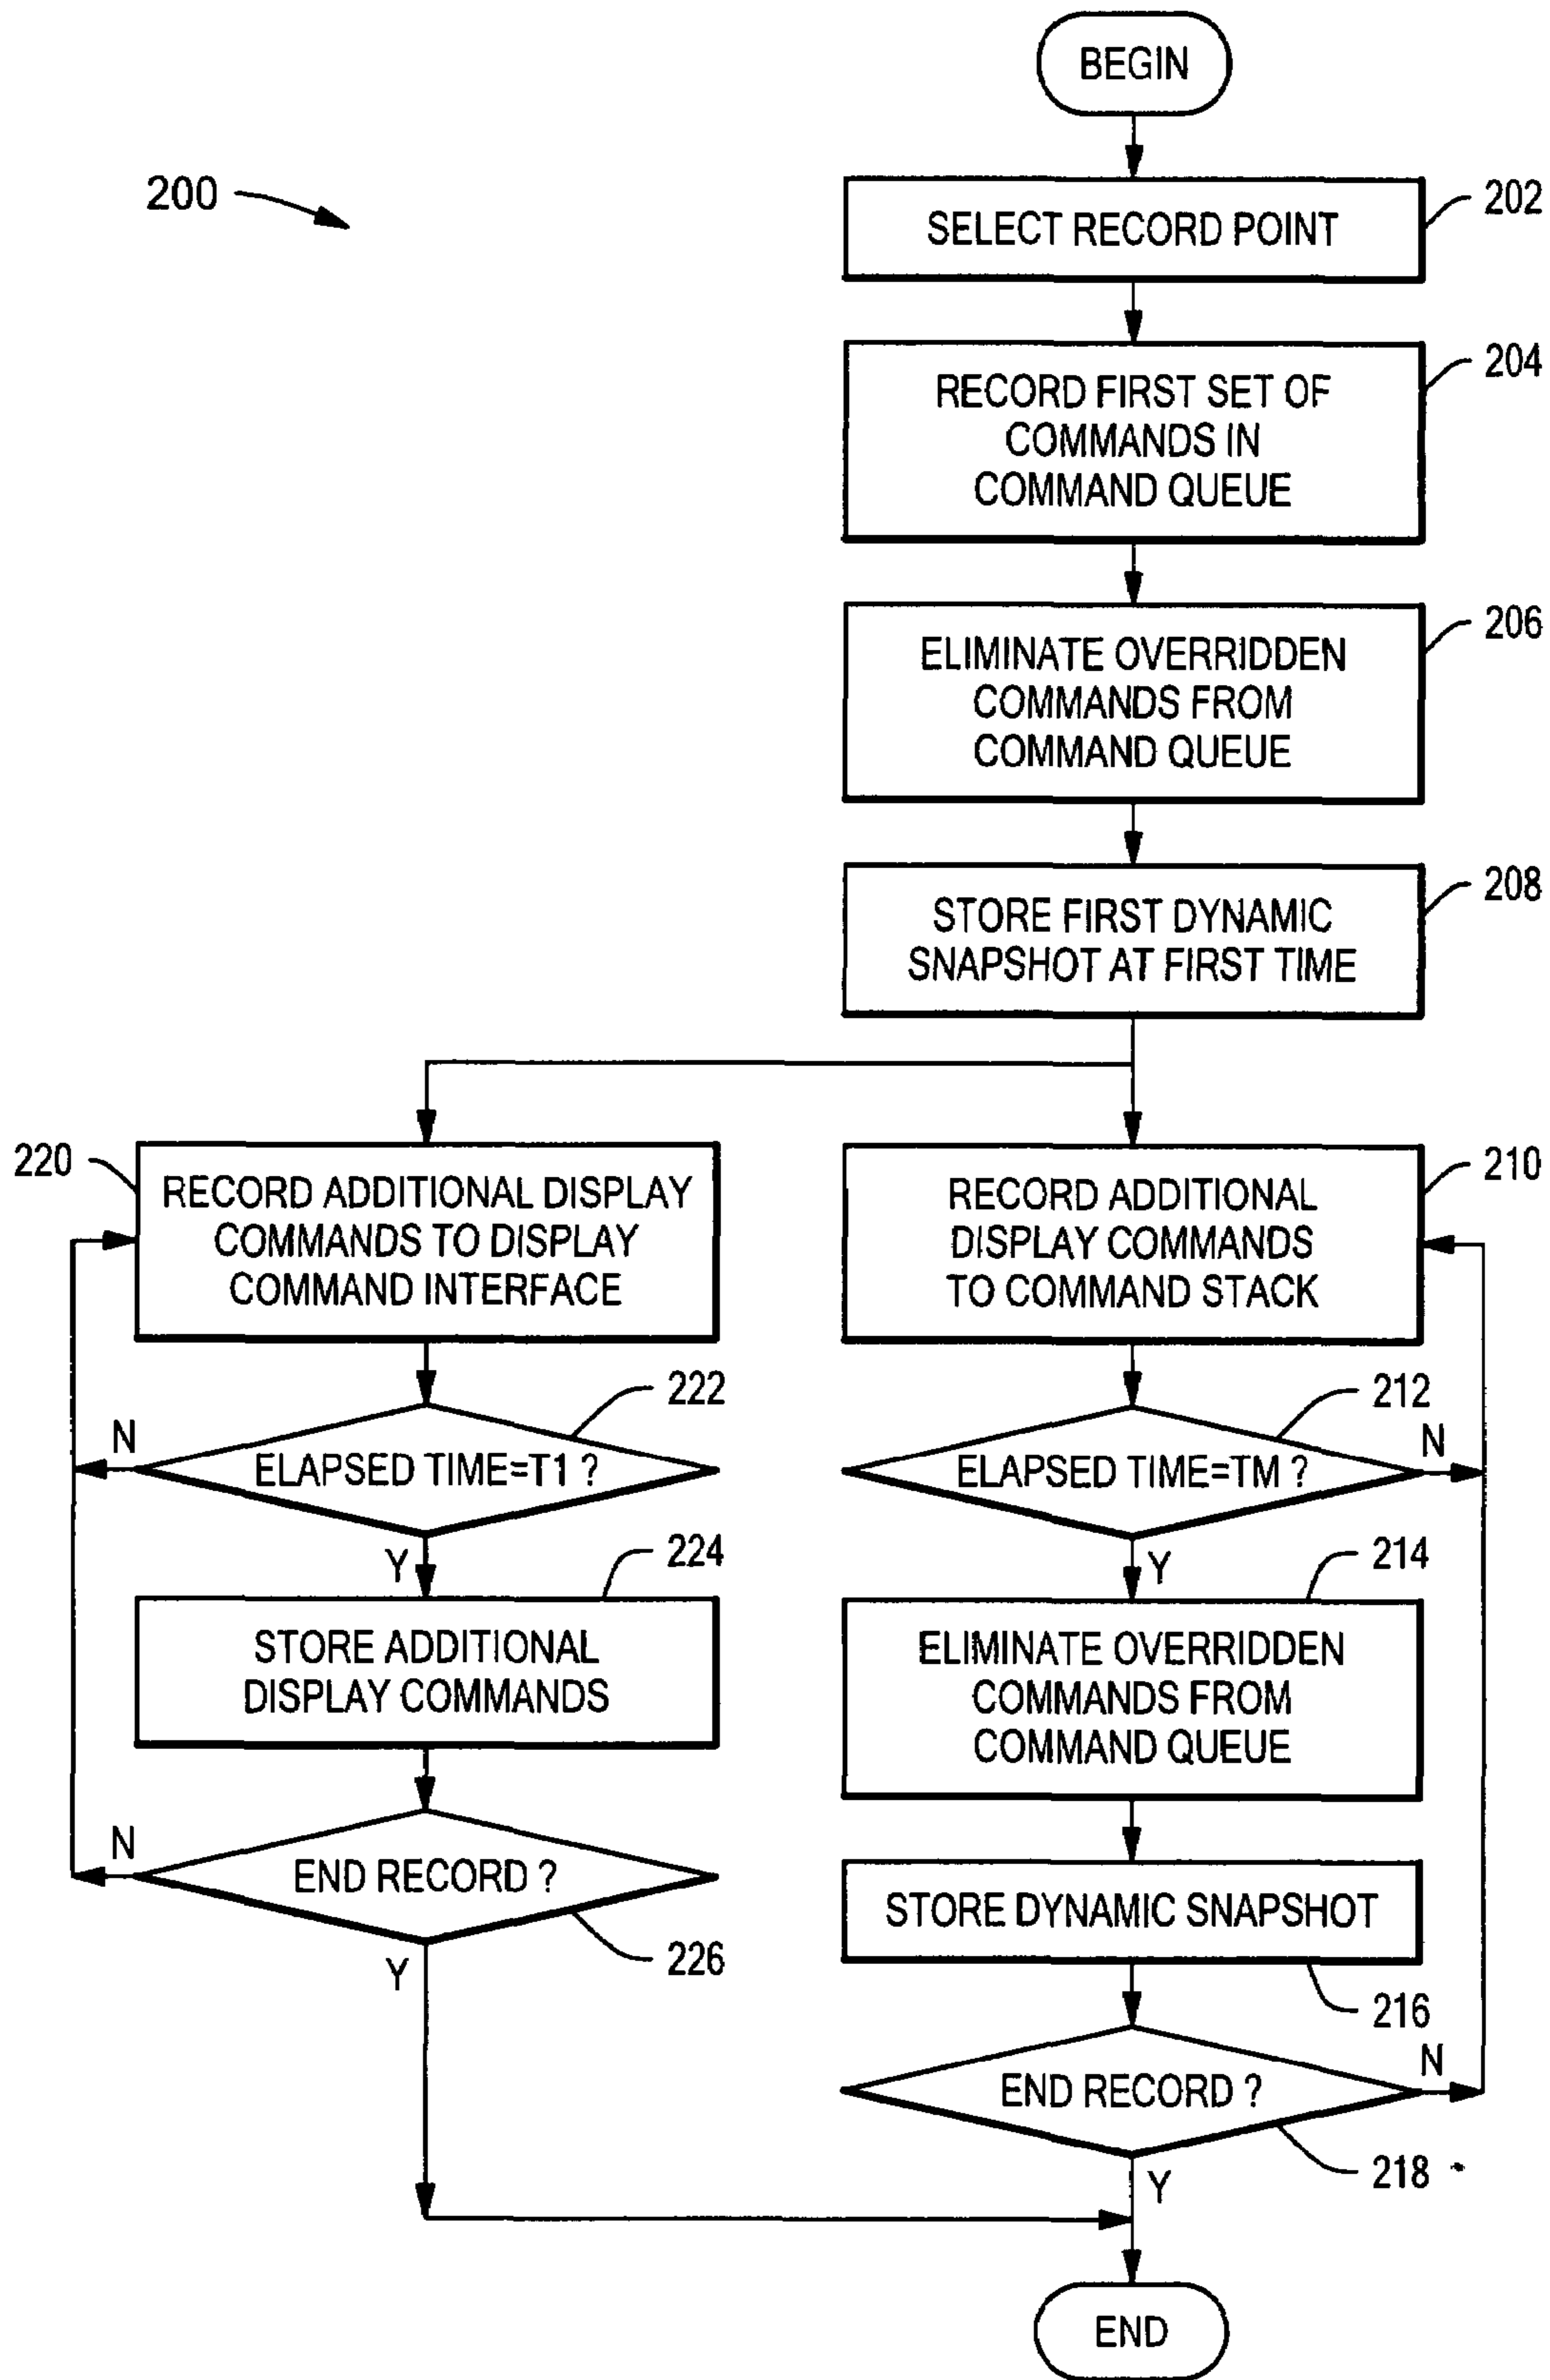 BEGIN
200
202
SELECT RECORD POINT
204
RECORD FIRST SET OF
COMMANDS IN
COMMAND QUEUE
206
ELIMINATE OVERRIDDEN
COMMANDS FROM
COMMAND QUEUE
208
STORE FIRST DYNAMIC
SNAPSHOT AT FIRST TIME
220
RECORD ADDITIONAL DISPLAY
COMMANDS TO DISPLAY
COMMAND INTERFACE
210
RECORD ADDITIONAL
DISPLAY COMMANDS
TO COMMAND STACK
222
N
ELAPSED TIME=T1 ?
Y
212
ELAPSED TIME=TM ?
N
Y
224
STORE ADDITIONAL
DISPLAY COMMANDS
214
ELIMINATE OVERRIDDEN
COMMANDS FROM
COMMAND QUEUE
N
END RECORD ?
226
Y
STORE DYNAMIC SNAPSHOT
216
END RECORD ?
N
218
Y
END